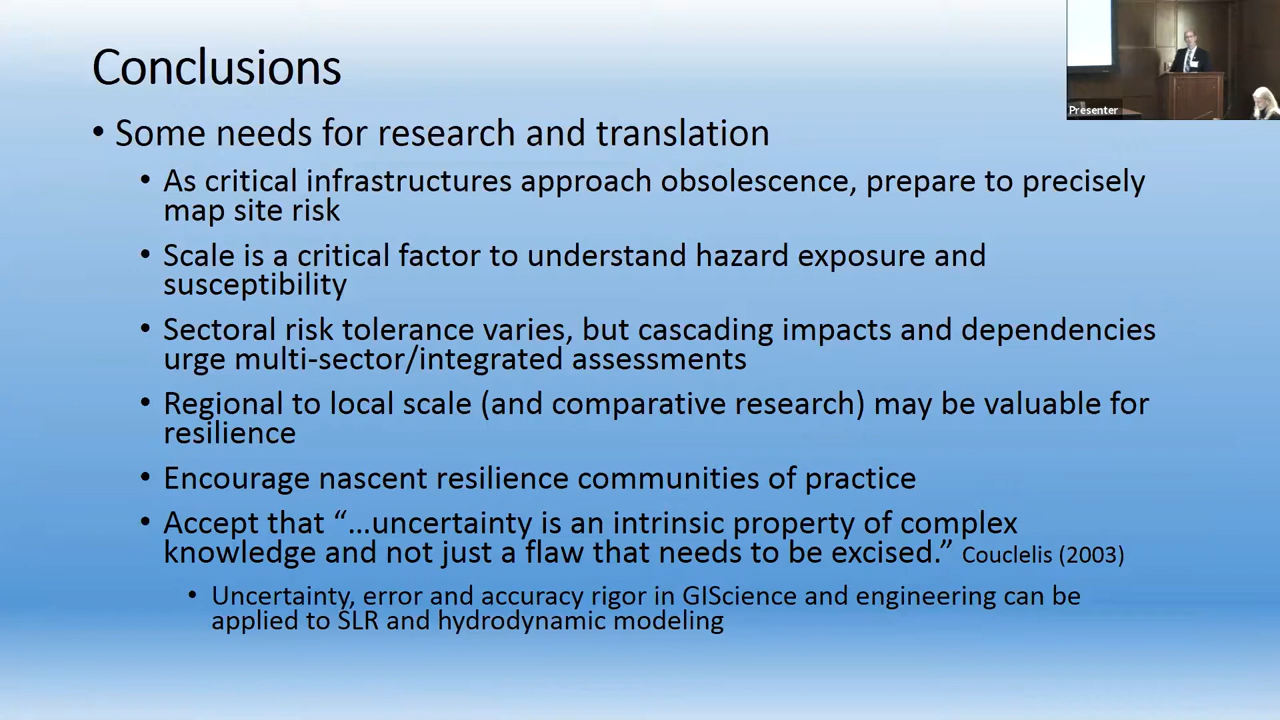 Conclusions
• Some needs for research and translation
• As critical infrastructures approach obsolescence, prepare to precisely
map site risk
• Scale is a critical factor to understand hazard exposure and
susceptibility
• Sectoral risk tolerance varies, but cascading impacts and dependencies
urge multi-sector/integrated assessments
• Regional to local scale (and comparative research) may be valuable for
resilience
• Encourage nascent resilience communities of practice
• Accept that “…uncertainty is an intrinsic property of complex
knowledge and not just a flaw that needs to be excised.” Couclelis (2003)
• Uncertainty, error and accuracy rigor in GIScience and engineering can be
applied to SLR and hydrodynamic modeling
Presenter